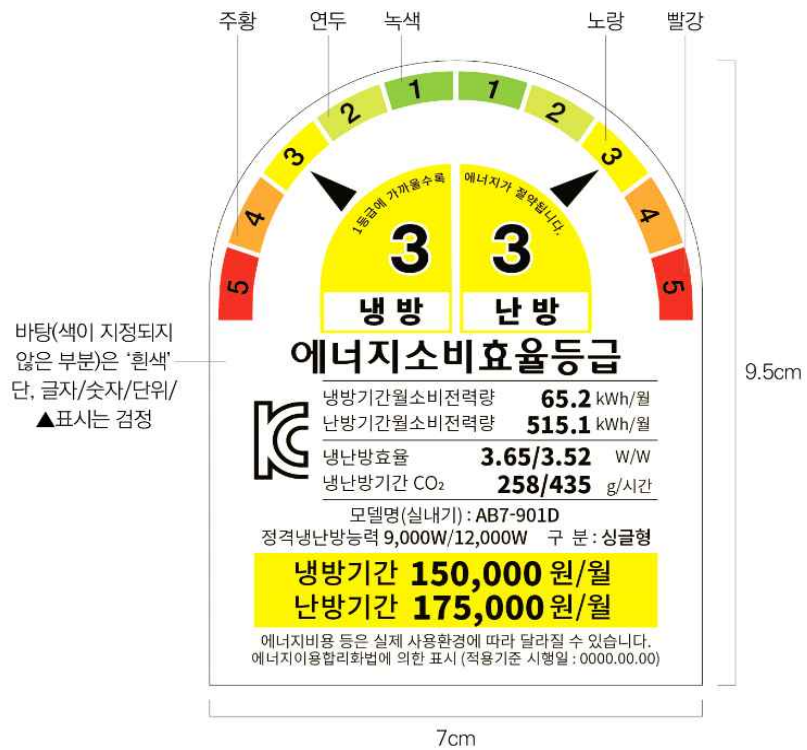 주황 연두 녹색 노랑 빨강
5 4 3 2 1 1 2 3 4 5
1등급에 가까울수록 에너지가 절약됩니다.
3 3
냉방 난방
바탕(색이 지정되지
않은 부분)은 '흰색'
단, 글자/숫자/단위/
▲표시는 검정
에너지소비효율등급
냉방기간월소비전력량 65.2 kWh/월
난방기간월소비전력량 515.1 kWh/월
냉난방효율 3.65/3.52 W/W
냉난방기간 CO₂ 258/435 g/시간
모델명(실내기) : AB7-901D
정격냉난방능력 9,000W/12,000W 구 분 : 싱글형
냉방기간 150,000 원/월
난방기간 175,000 원/월
에너지비용 등은 실제 사용환경에 따라 달라질 수 있습니다.
에너지이용합리화법에 의한 표시 (적용기준 시행일 : 0000.00.00)
9.5cm
7cm